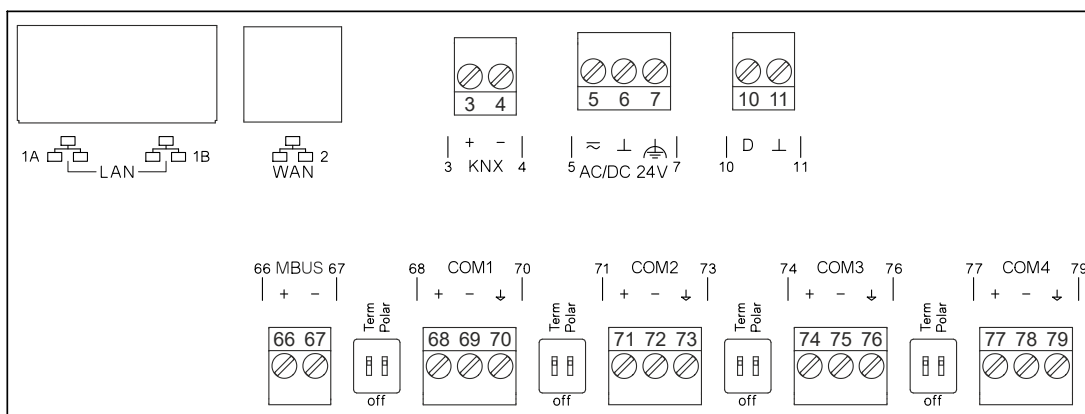 3 4
5 6 7
10 11
1A 1B 2
LAN
WAN
+ −
3 KNX 4
≂ ⊥
5 AC/DC 24V 7
D ⊥
10 11
66 MBUS 67
68 COM1 70
71 COM2 73
74 COM3 76
77 COM4 79
+ −
+ −
+ −
+ −
+ −
Term
Polar
Term
Polar
Term
Polar
Term
Polar
66 67
68 69 70
71 72 73
74 75 76
77 78 79
off
off
off
off